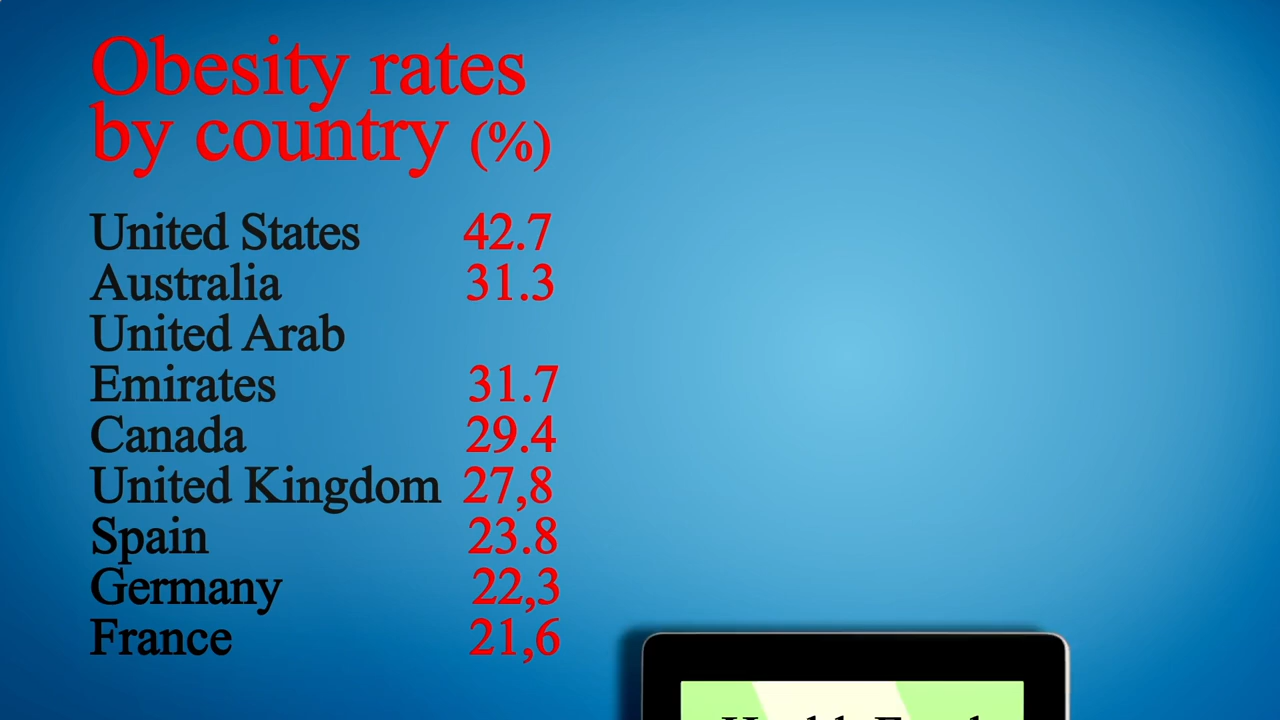 Obesity rates
by country (%)
United States 42.7
Australia 31.3
United Arab
Emirates 31.7
Canada 29.4
United Kingdom 27,8
Spain 23.8
Germany 22,3
France 21,6